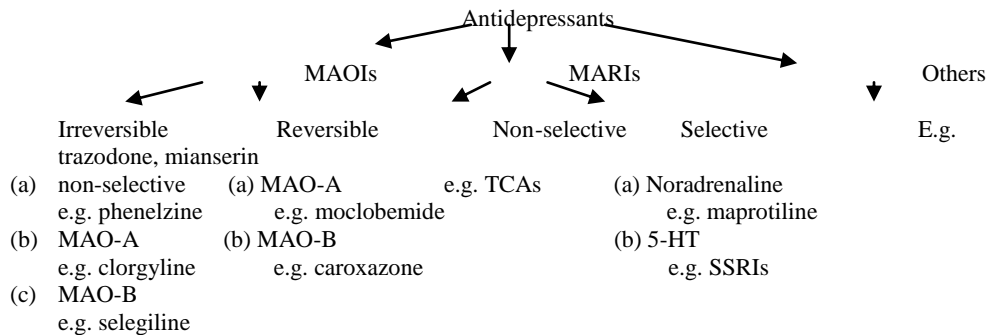 Antidepressants
MAOIs MARIs Others
Irreversible Reversible Non-selective Selective E.g.
trazodone, mianserin
(a) non-selective (a) MAO-A e.g. TCAs (a) Noradrenaline
e.g. phenelzine e.g. moclobemide e.g. maprotiline
(b) MAO-A (b) MAO-B (b) 5-HT
e.g. clorgyline e.g. caroxazone e.g. SSRIs
(c) MAO-B
e.g. selegiline